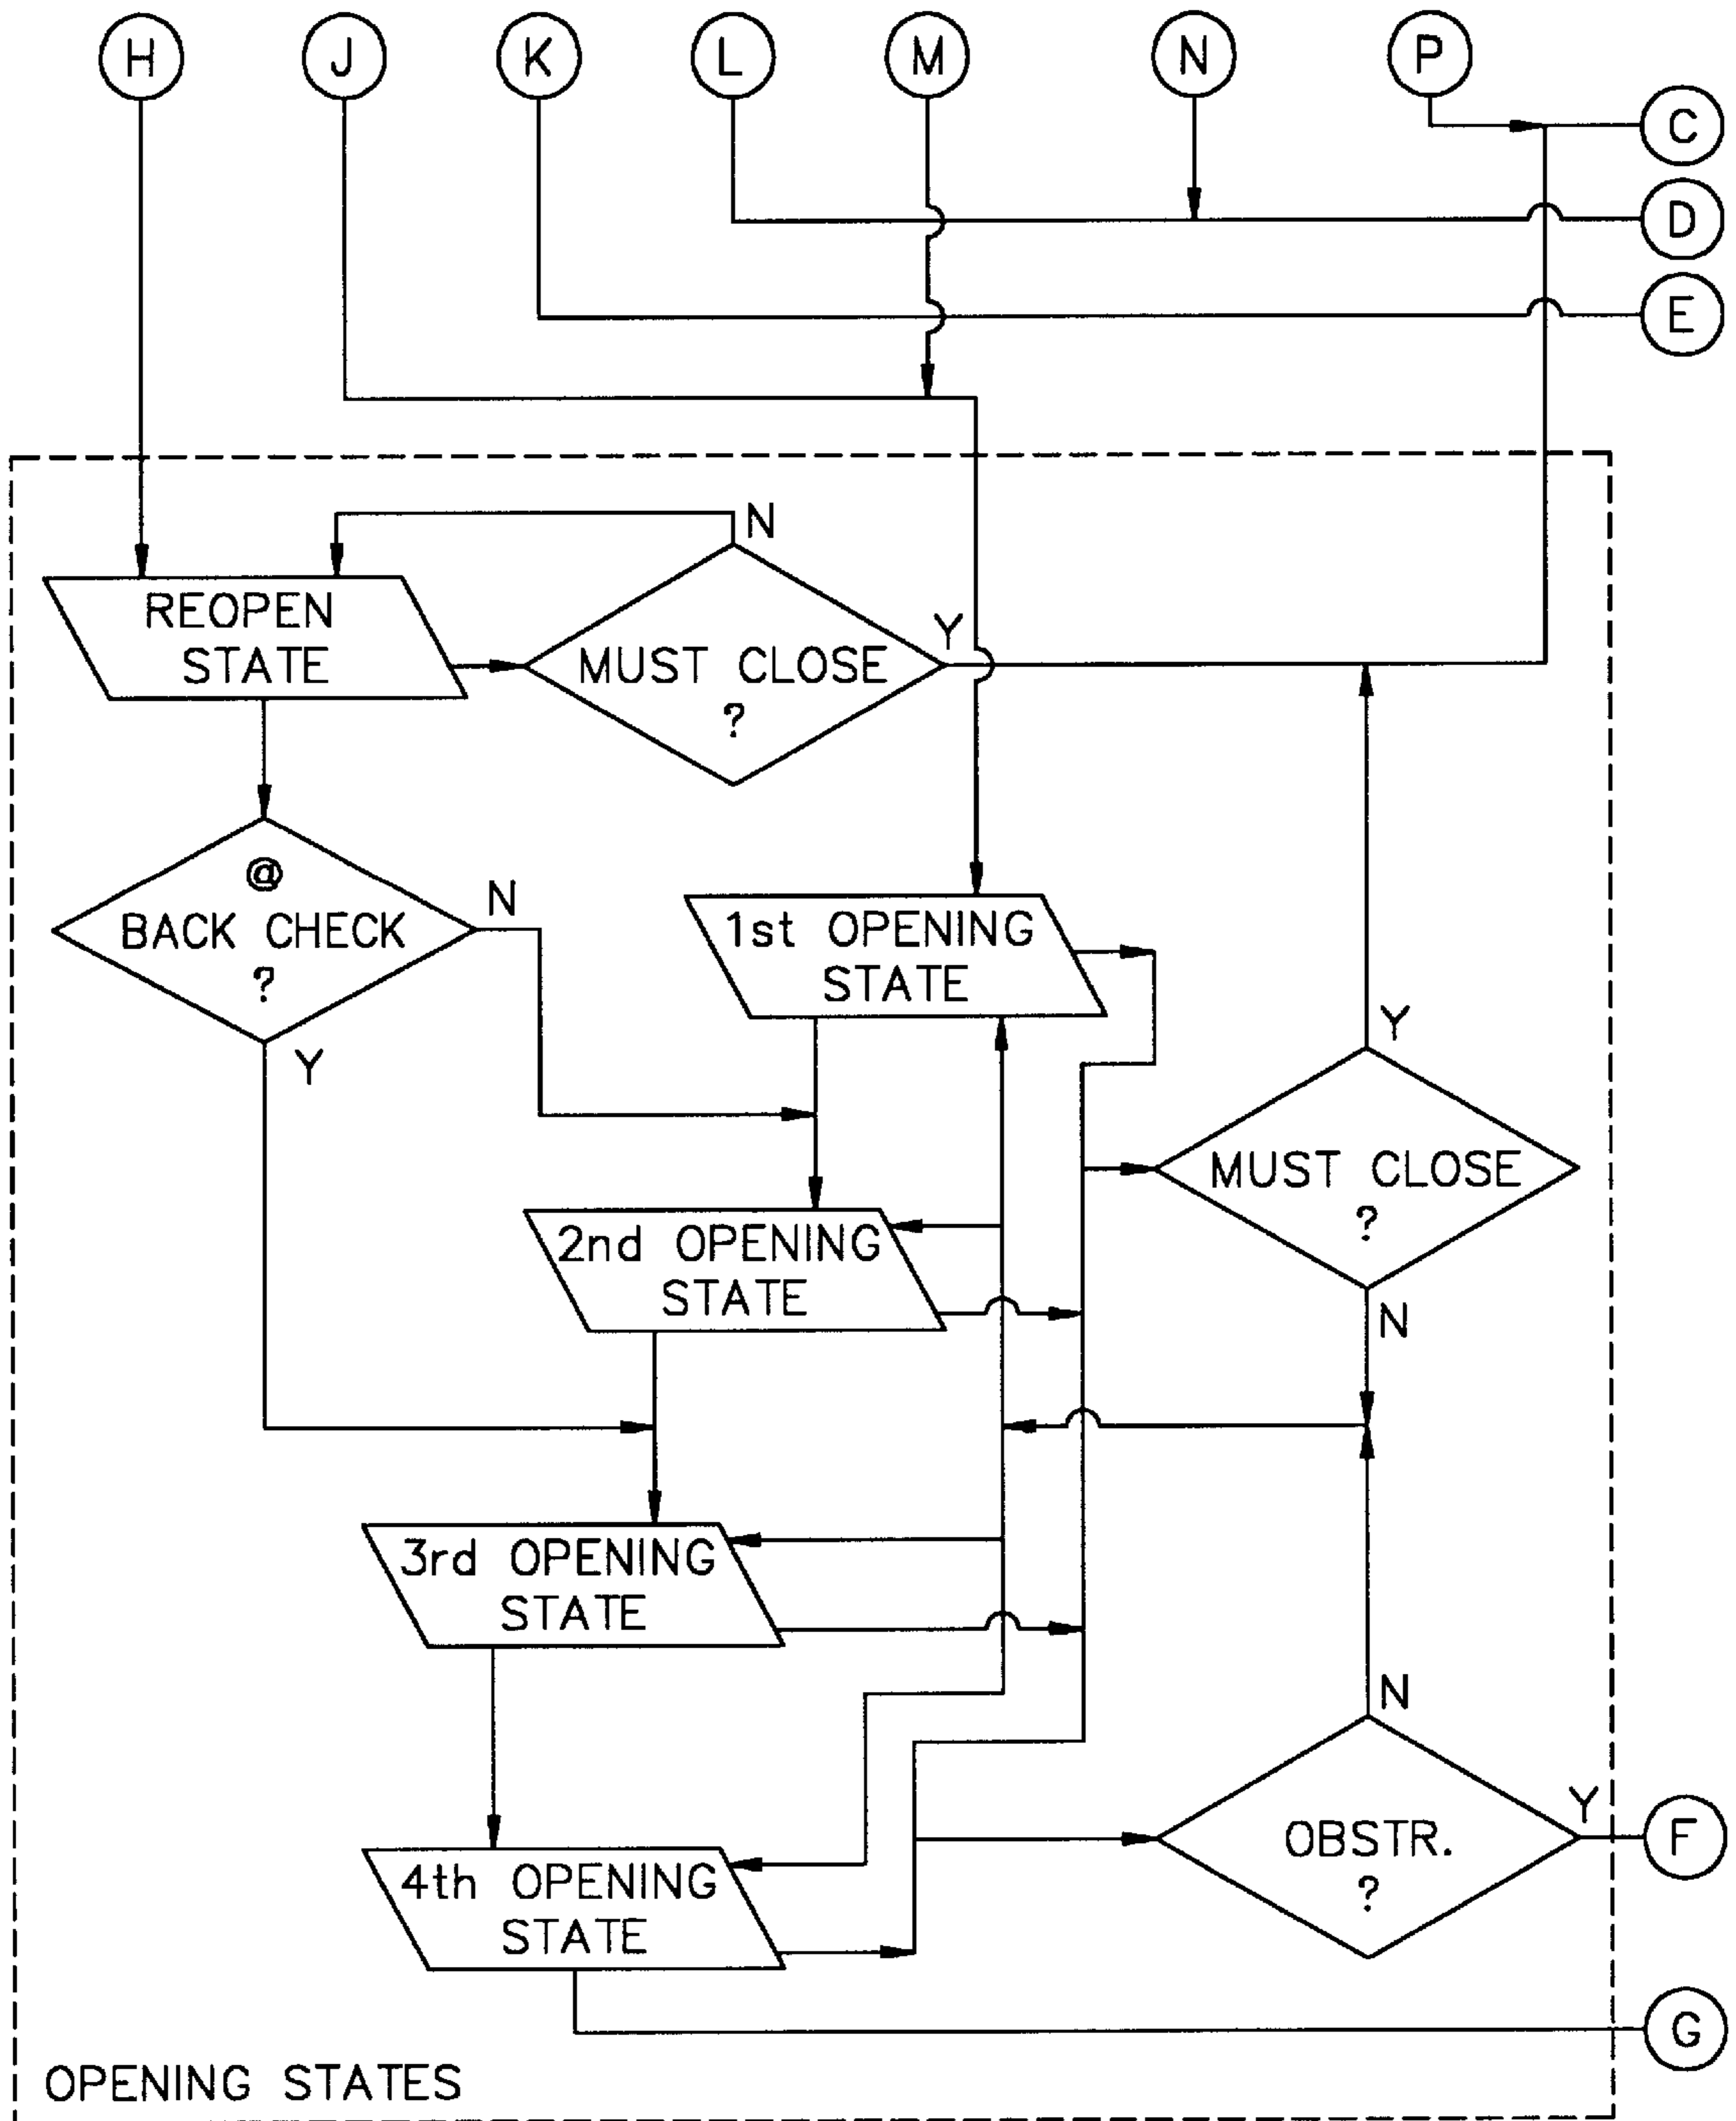 H
J
K
L
M
N
P
C
D
E
N
REOPEN
STATE
MUST CLOSE
?
Y
@
BACK CHECK
?
N
Y
1st OPENING
STATE
Y
MUST CLOSE
?
N
2nd OPENING
STATE
3rd OPENING
STATE
N
OBSTR.
?
Y
F
4th OPENING
STATE
G
OPENING STATES